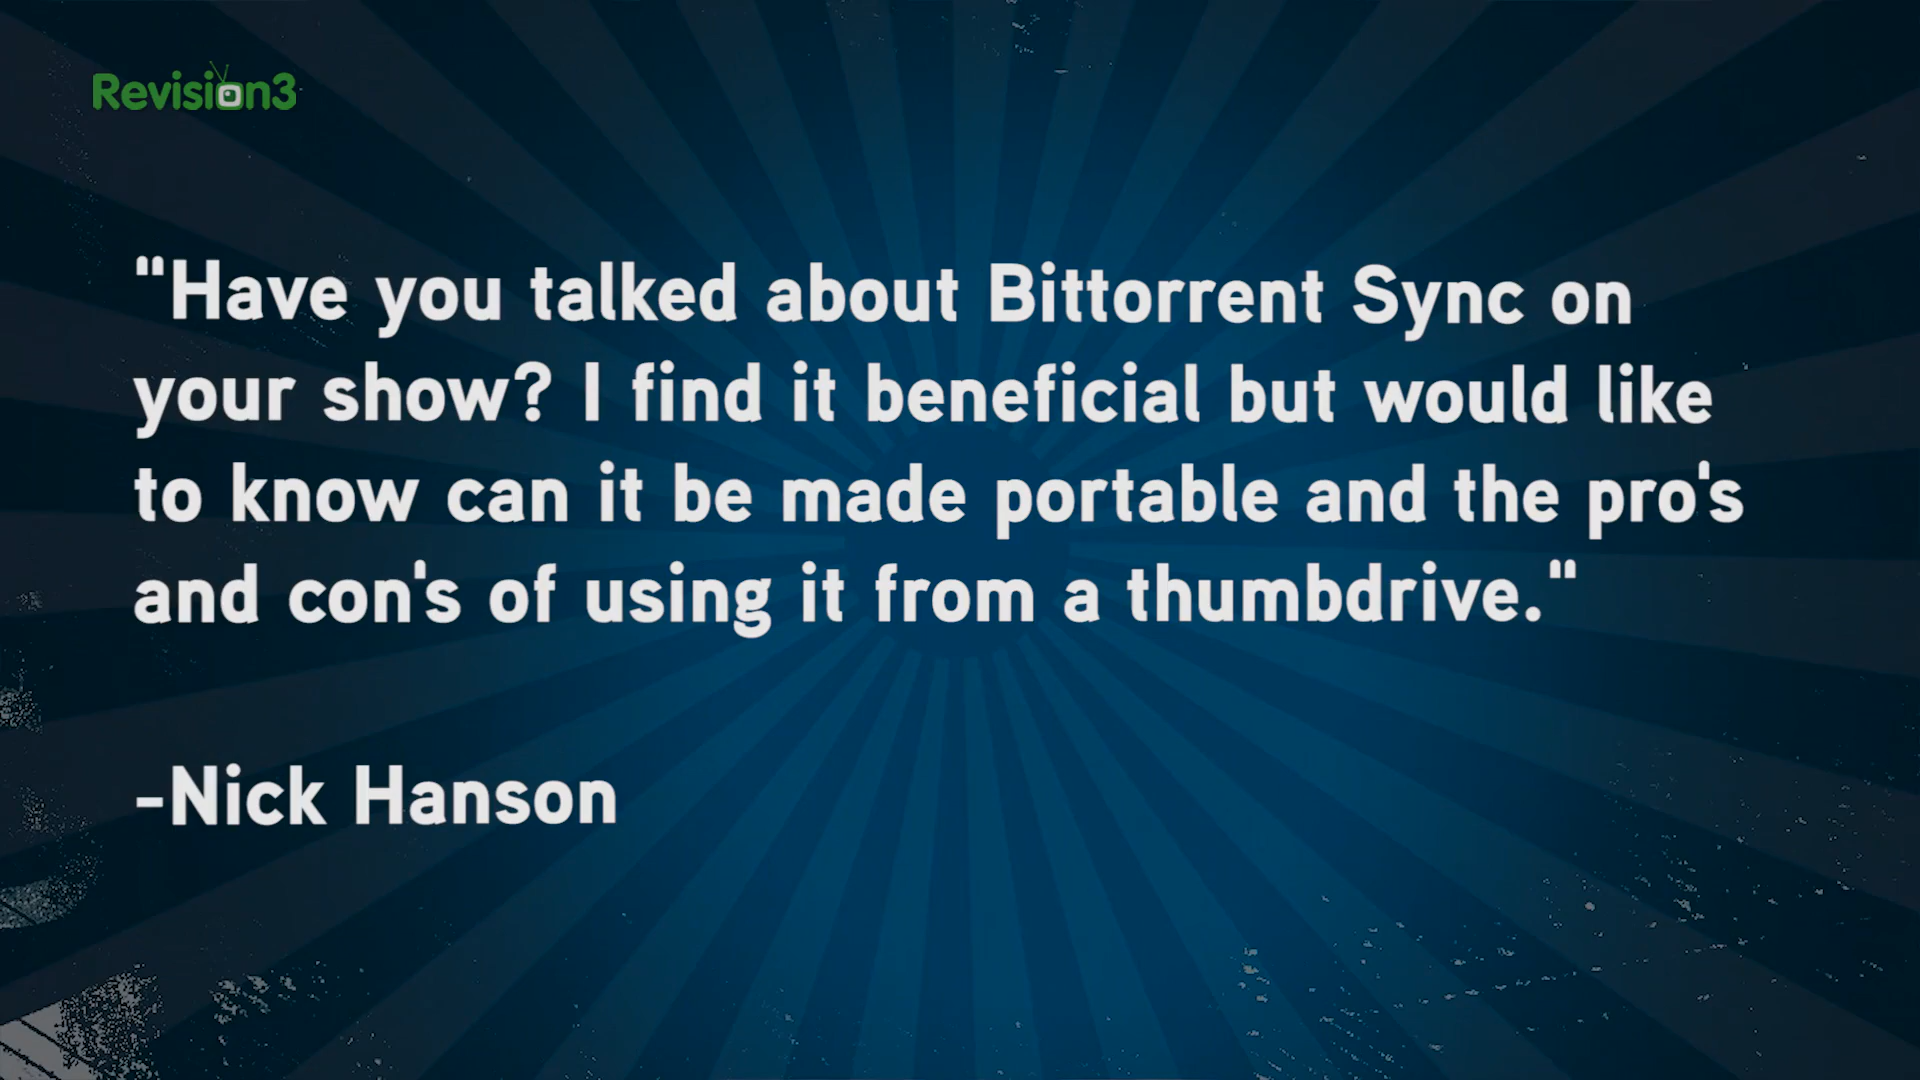 Revision3
"Have you talked about Bittorrent Sync on
your show? I find it beneficial but would like
to know can it be made portable and the pro's
and con's of using it from a thumbdrive."
-Nick Hanson